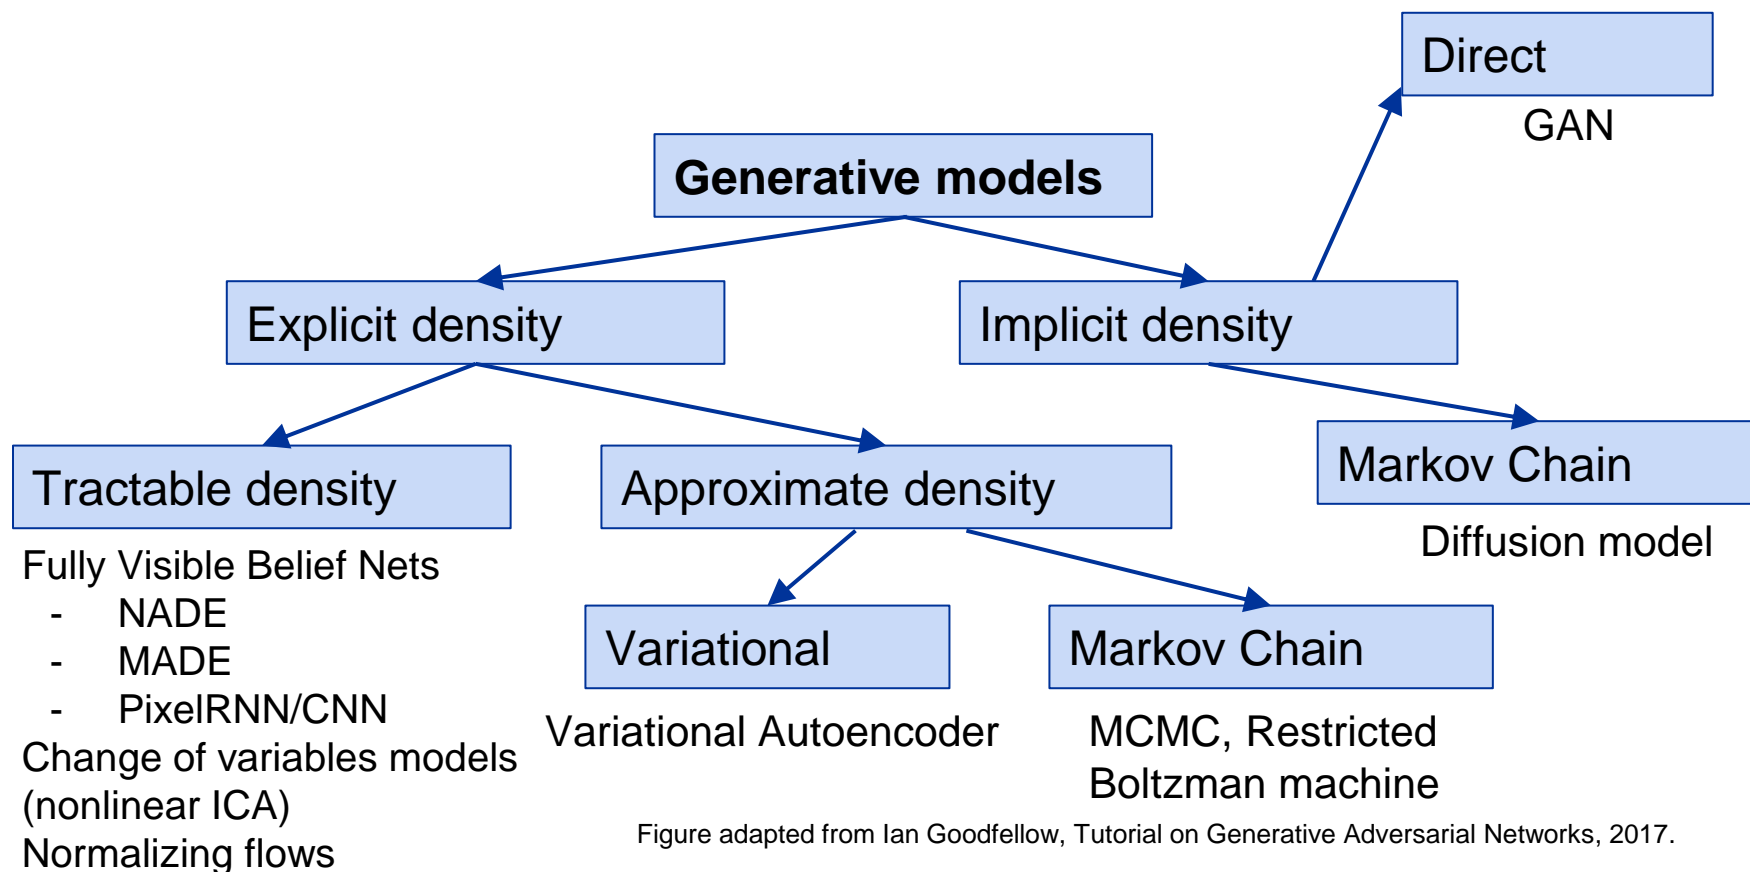 Direct
GAN
Generative models
Explicit density
Implicit density
Tractable density
Approximate density
Markov Chain
Diffusion model
Fully Visible Belief Nets
- NADE
- MADE
- PixelRNN/CNN
Change of variables models
(nonlinear ICA)
Normalizing flows
Variational
Variational Autoencoder
Markov Chain
MCMC, Restricted
Boltzman machine
Figure adapted from Ian Goodfellow, Tutorial on Generative Adversarial Networks, 2017.